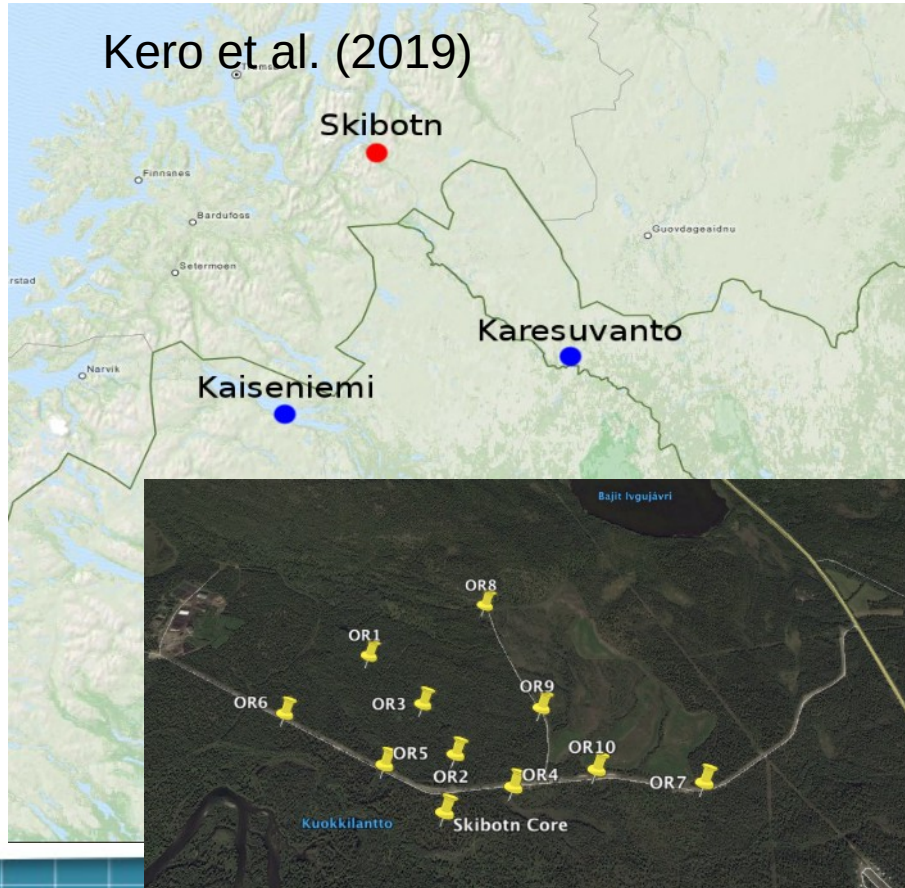 Kero et al. (2019)
Skibotn
Finnsnes
Bardufoss
Guovdageaidnu
Setermoen
rstad
Karesuvanto
Narvik
Kaiseniemi
Bajit Ivgujávri
OR8
OR1
OR9
OR3
OR6
OR10
OR5
OR2
OR4
OR7
Kuokkilantto
Skibotn Core